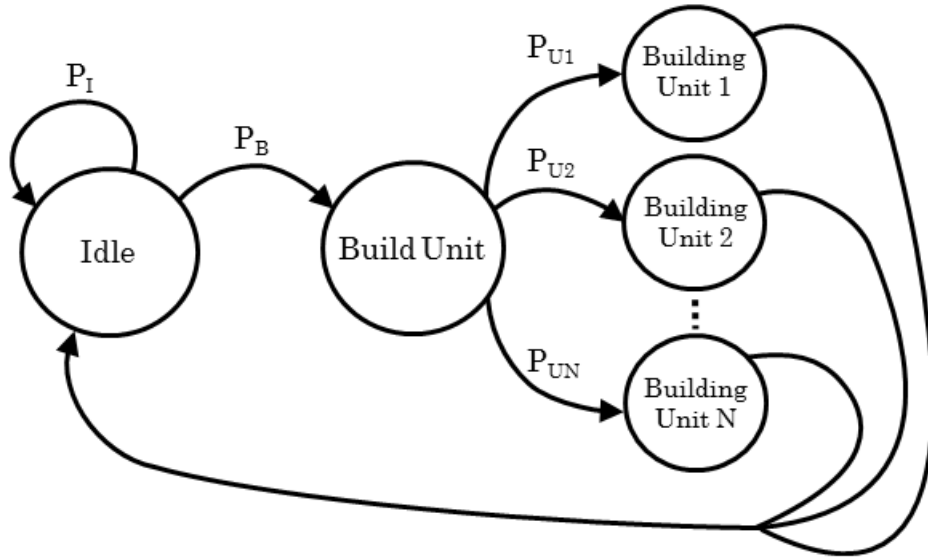 P_I
P_B
P_U1
P_U2
P_UN
Idle
Build Unit
Building
Unit 1
Building
Unit 2
Building
Unit N